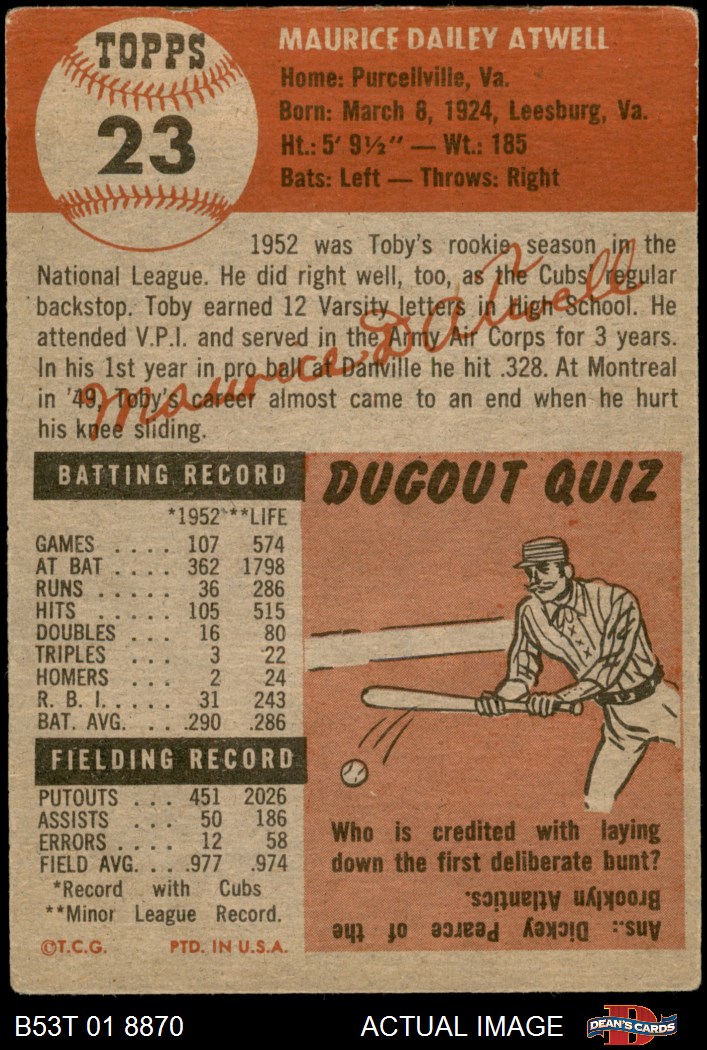 TOPPS
23
MAURICE DAILEY ATWELL
Home: Purcellville, Va.
Born: March 8, 1924, Leesburg, Va.
Ht.: 5' 9½" — Wt.: 185
Bats: Left — Throws: Right
1952 was Toby's rookie season in the
National League. He did right well, too, as the Cubs' regular
backstop. Toby earned 12 Varsity letters in High School. He
attended V.P.I. and served in the Army Air Corps for 3 years.
In his 1st year in pro ball at Danville he hit .328. At Montreal
in '49, Toby's career almost came to an end when he hurt
his knee sliding.
Maurice D Atwell
BATTING RECORD
*1952 **LIFE
GAMES .... 107 574
AT BAT .... 362 1798
RUNS ..... 36 286
HITS ..... 105 515
DOUBLES .. 16 80
TRIPLES ... 3 22
HOMERS ... 2 24
R. B. I. .... 31 243
BAT. AVG. .. .290 .286
FIELDING RECORD
PUTOUTS ... 451 2026
ASSISTS .... 50 186
ERRORS .... 12 58
FIELD AVG. .. .977 .974
*Record with Cubs
**Minor League Record.
©T.C.G. PTD. IN U.S.A.
DUGOUT QUIZ
Who is credited with laying
down the first deliberate bunt?
Ans.: Dickey Pearce of the
Brooklyn Atlantics.
B53T 01 8870 ACTUAL IMAGE
D
DEAN'S CARDS